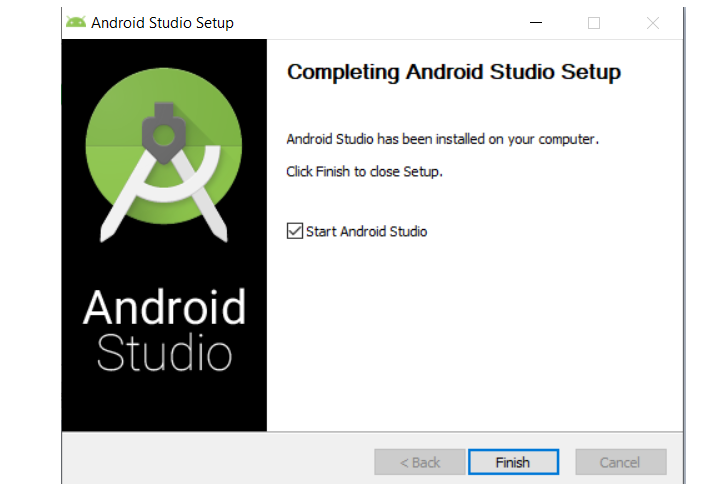 Android Studio Setup
Completing Android Studio Setup
Android Studio has been installed on your computer.
Click Finish to close Setup.
Start Android Studio
Android
Studio
< Back
Finish
Cancel